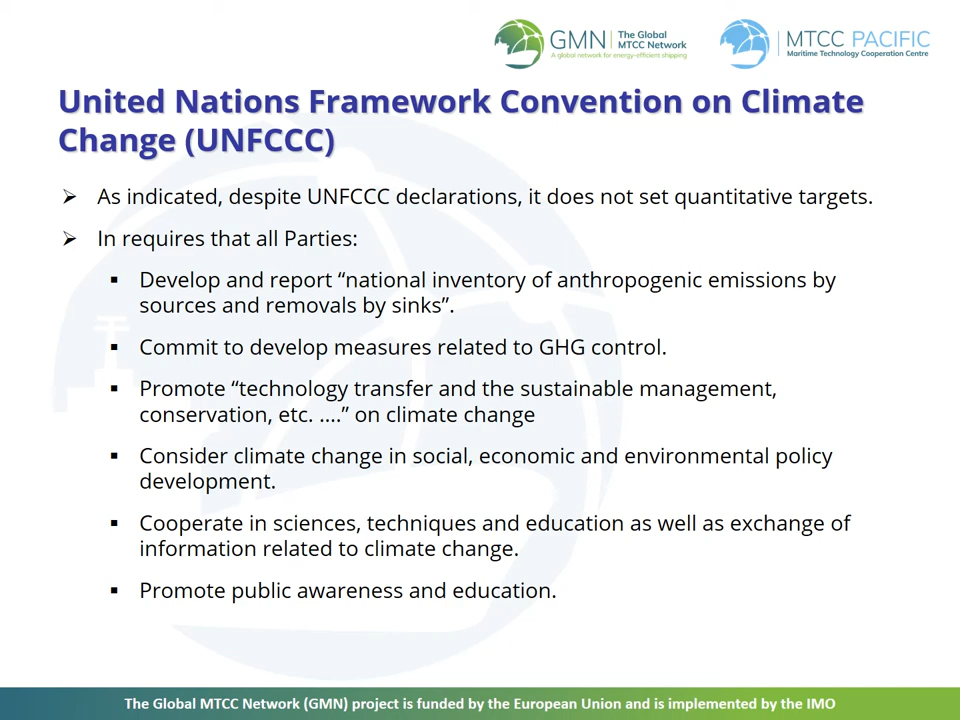 GMN
The Global
MTCC Network
A global network for energy-efficient shipping
MTCC PACIFIC
Maritime Technology Cooperation Centre
United Nations Framework Convention on Climate
Change (UNFCCC)
➢ As indicated, despite UNFCCC declarations, it does not set quantitative targets.
➢ In requires that all Parties:
▪ Develop and report “national inventory of anthropogenic emissions by
sources and removals by sinks”.
▪ Commit to develop measures related to GHG control.
▪ Promote “technology transfer and the sustainable management,
conservation, etc. ....” on climate change
▪ Consider climate change in social, economic and environmental policy
development.
▪ Cooperate in sciences, techniques and education as well as exchange of
information related to climate change.
▪ Promote public awareness and education.
The Global MTCC Network (GMN) project is funded by the European Union and is implemented by the IMO